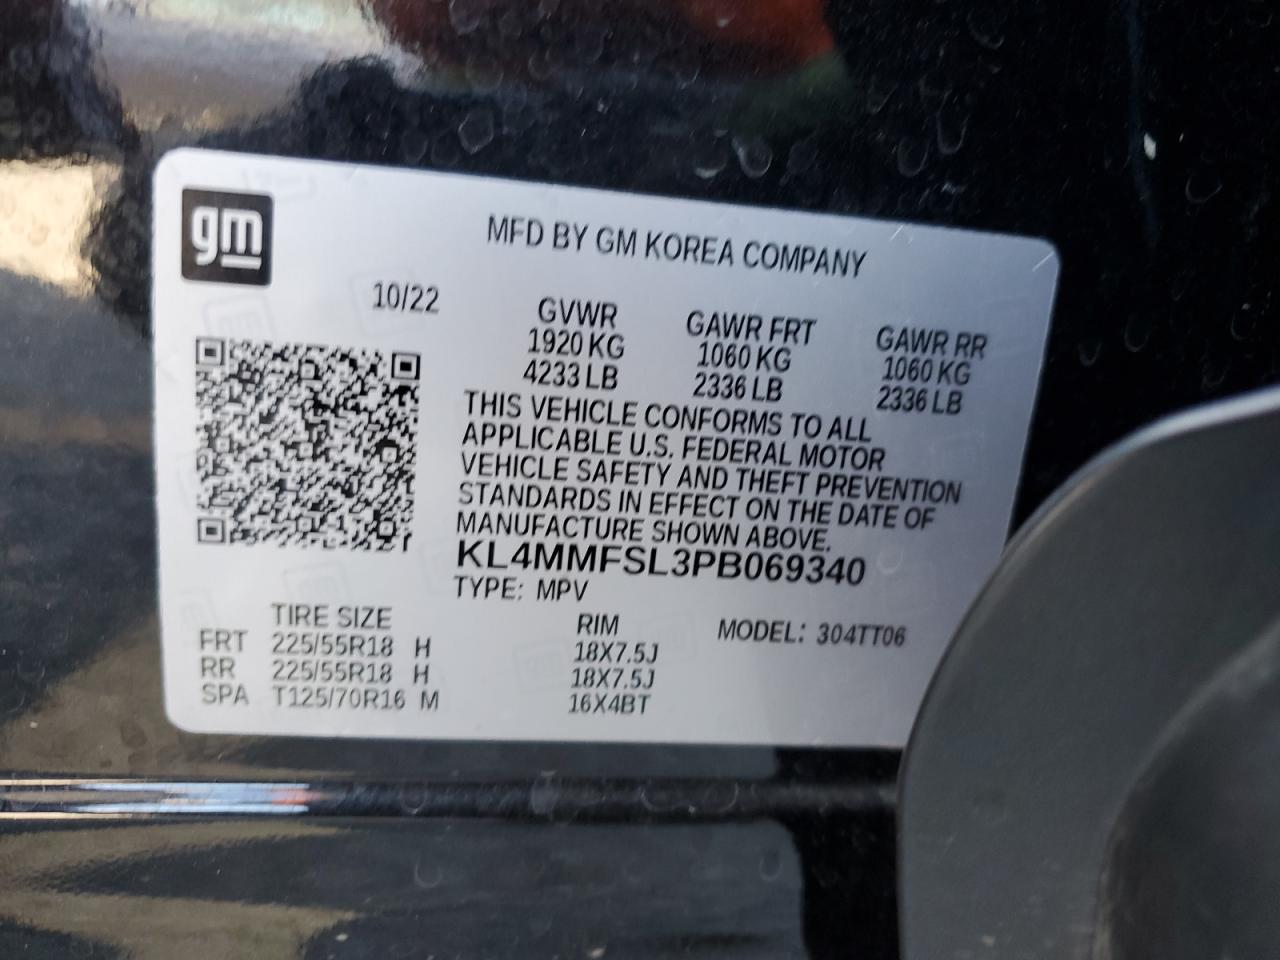 gm
MFD BY GM KOREA COMPANY
10/22
GVWR GAWR FRT GAWR RR
1920 KG 1060 KG 1060 KG
4233 LB 2336 LB 2336 LB
THIS VEHICLE CONFORMS TO ALL
APPLICABLE U.S. FEDERAL MOTOR
VEHICLE SAFETY AND THEFT PREVENTION
STANDARDS IN EFFECT ON THE DATE OF
MANUFACTURE SHOWN ABOVE.
KL4MMFSL3PB069340
TYPE: MPV
TIRE SIZE RIM MODEL: 304TT06
FRT 225/55R18 H 18X7.5J
RR 225/55R18 H 18X7.5J
SPA T125/70R16 M 16X4BT